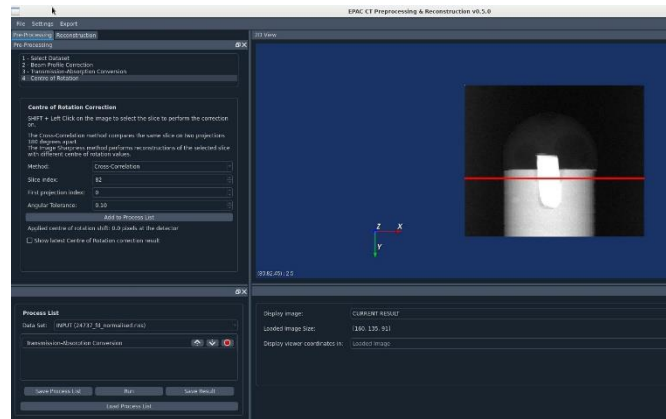 EPAC CT Preprocessing & Reconstruction v0.5.0
File Settings Export
Pre-Processing Reconstruction
Pre-Processing
1 - Select Dataset
2 - Beam Profile Correction
3 - Transmission-Absorption Conversion
4 - Centre of Rotation
Centre of Rotation Correction
SHIFT + Left Click on the image to select the slice to perform the correction
on.
The Cross-Correlation method compares the same slice on two projections
180 degrees apart.
The Image Sharpness method performs reconstructions of the selected slice
with different centre of rotation values.
Method: Cross-Correlation
Slice index: 82
First projection index: 0
Angular Tolerance: 0.10
Add to Process List
Applied centre of rotation shift: 0.0 pixels at the detector
Show latest Centre of Rotation correction result
2D View
Z X
Y
Process List
Data Set: INPUT (24737_fd_normalised.nxs)
Transmission-Absorption Conversion
Save Process List Run Save Result
Load Process List
Display image: CURRENT RESULT
Loaded Image Size: (160, 135, 91)
Display viewer coordinates in: Loaded image